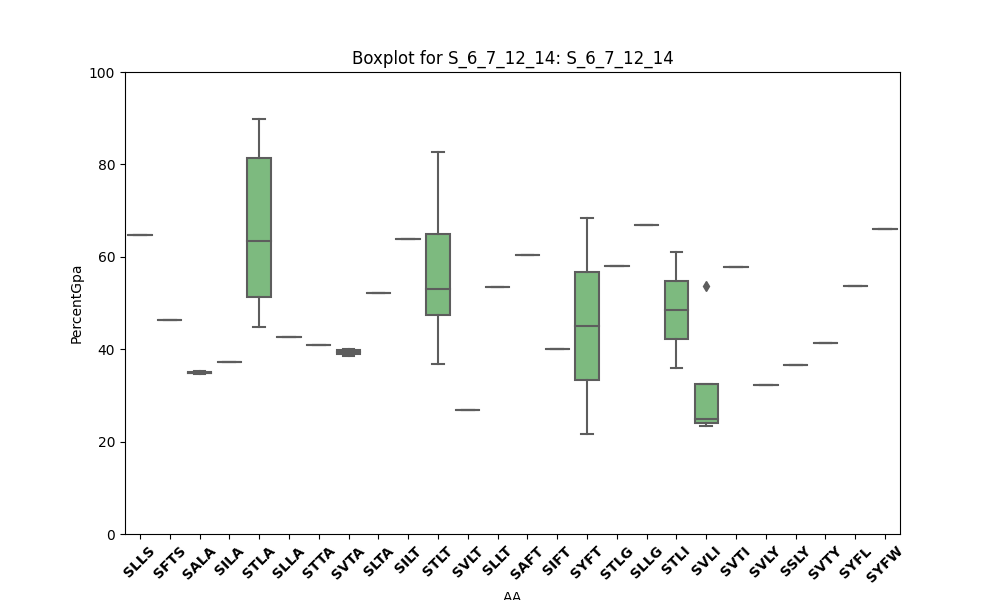 Boxplot for S_6_7_12_14: S_6_7_12_14
100
80
60
40
20
0
PercentGpa
SLLS
SFTS
SALA
SILA
STLA
SLLA
STTA
SVTA
SLTA
SILT
STLT
SVLT
SLLT
SAFT
SIFT
SYFT
STLG
SLLG
STLI
SVLI
SVTI
SVLY
SSLY
SVTY
SYFL
SYFW
AA